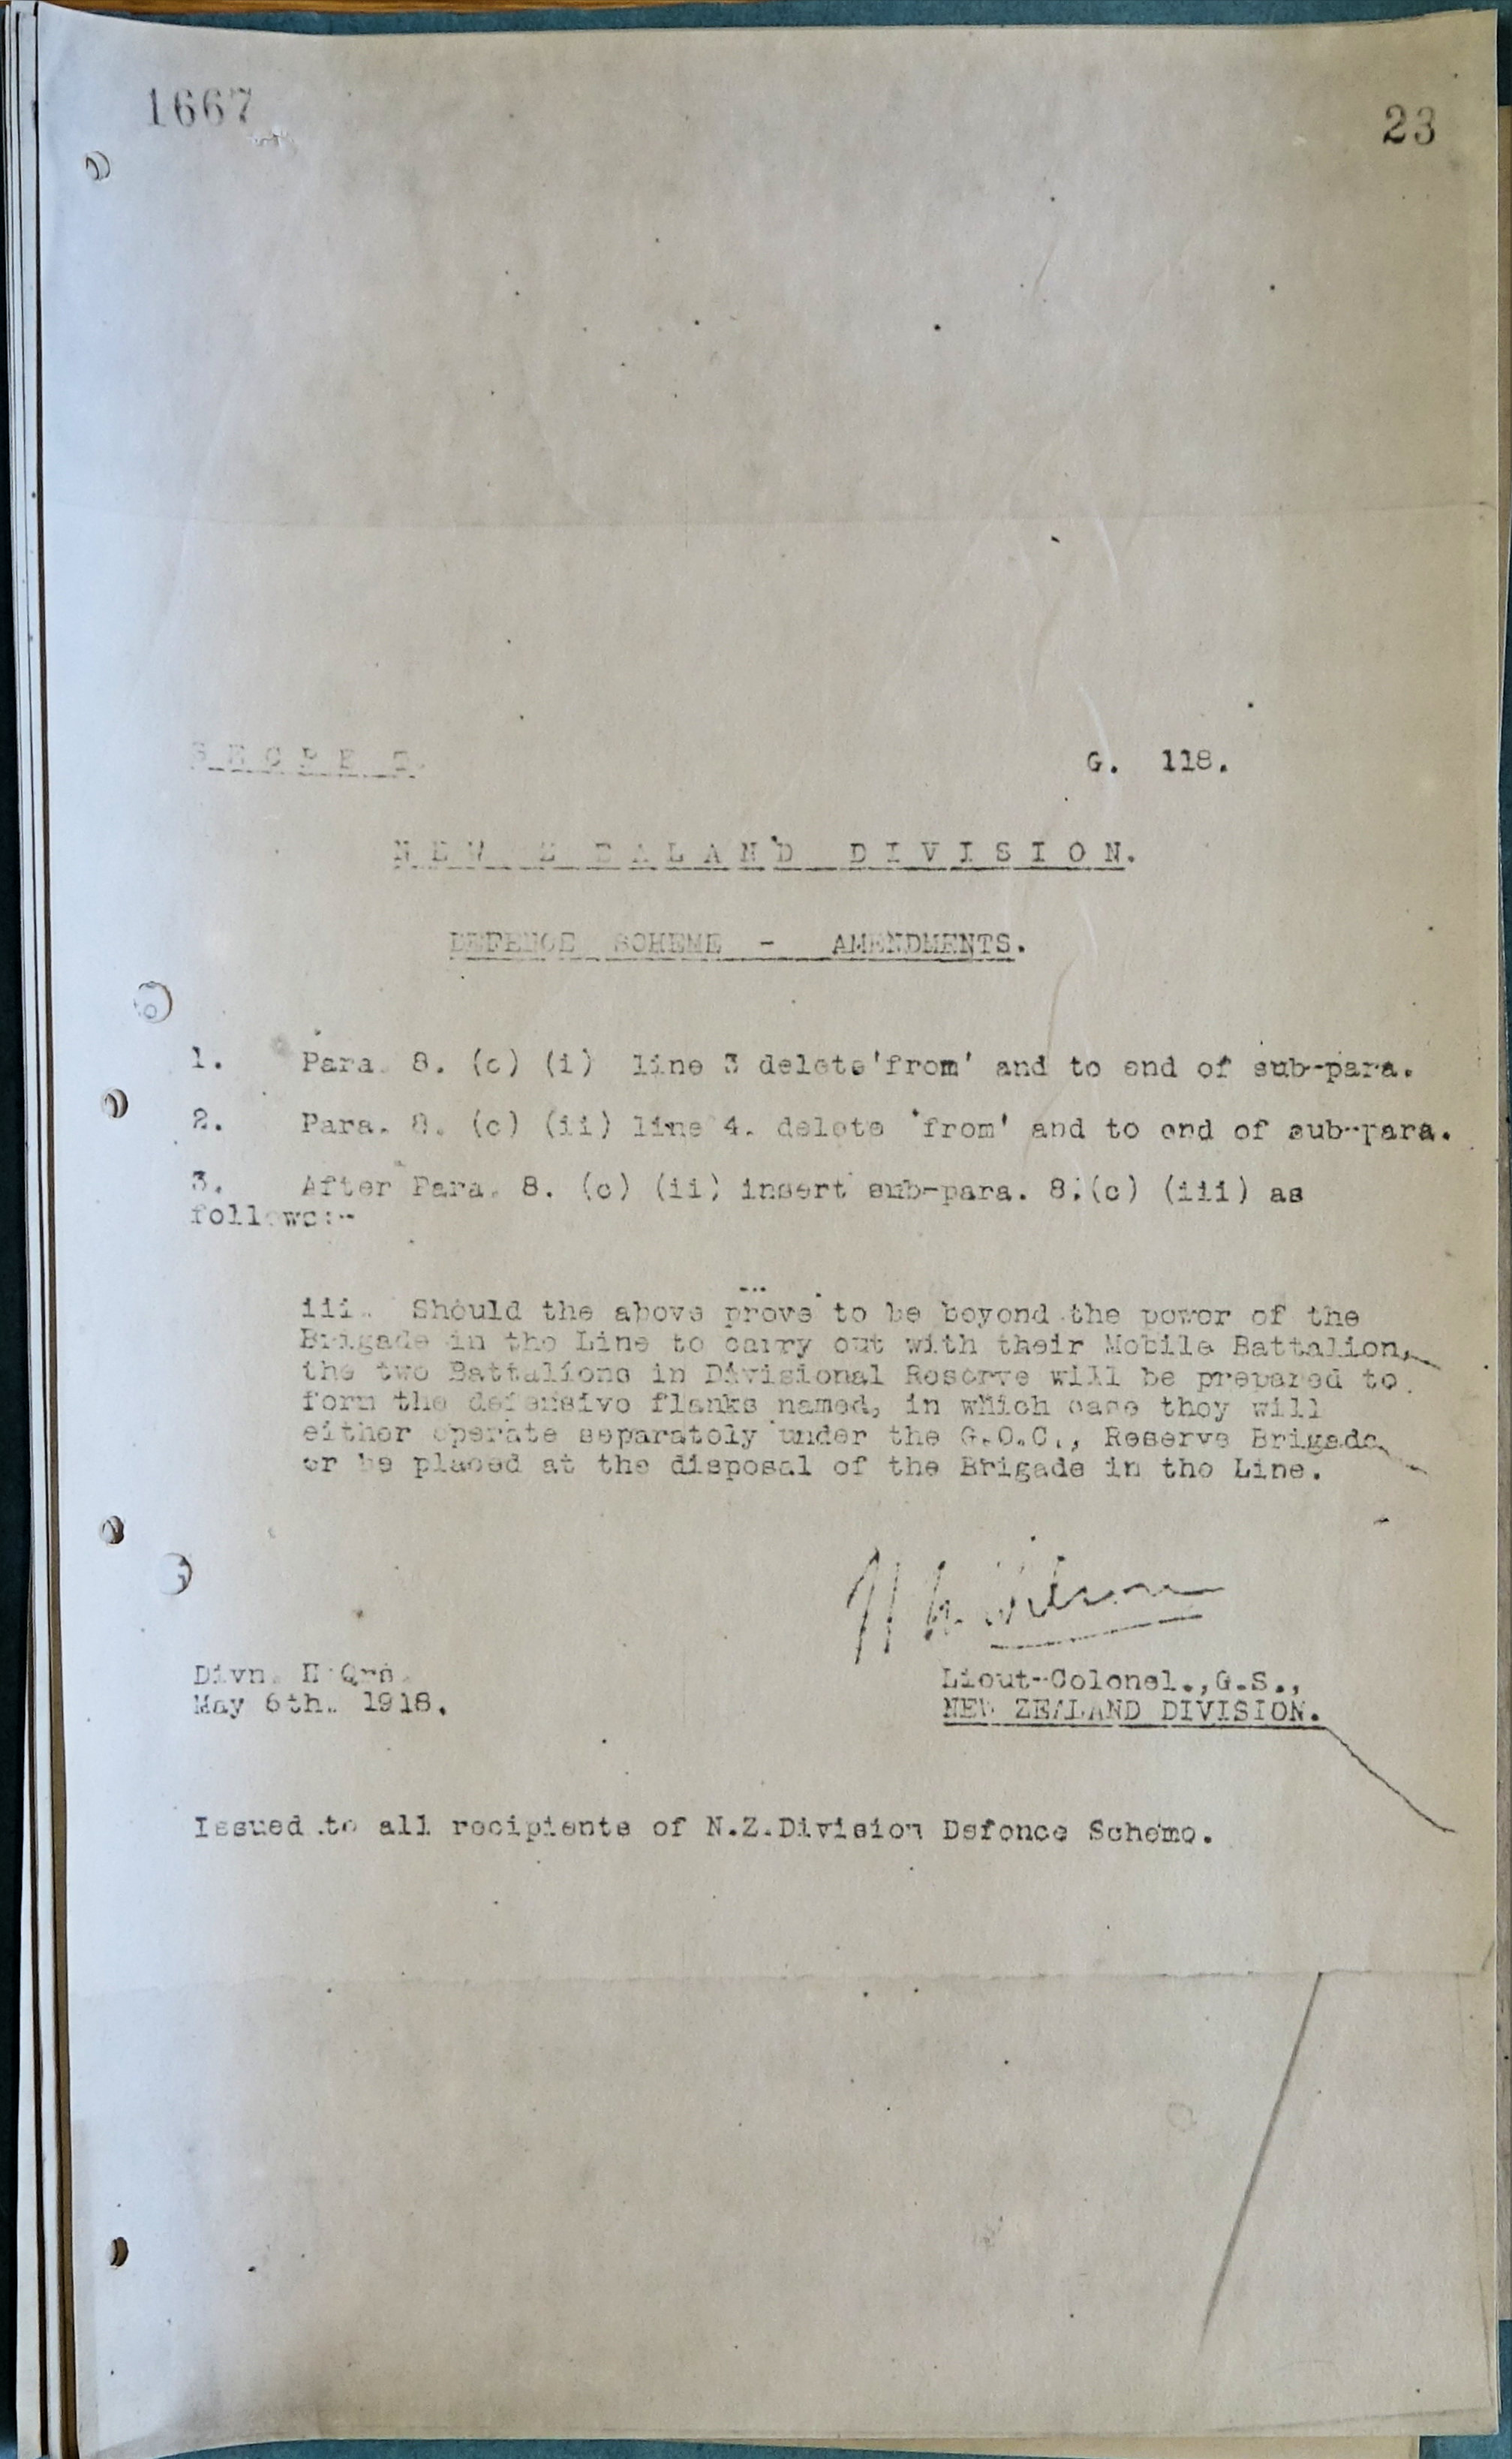 1667
23
S E C R E T.
G. 118.
N E W Z E A L A N D D I V I S I O N.
DEFENCE SCHEME - AMENDMENTS.
1. Para. 8. (c) (i) line 3 delete 'from' and to end of sub-para.
2. Para. 8. (c) (ii) line 4. delete 'from' and to end of sub-para.
3. After Para. 8. (c) (ii) insert sub-para. 8.(c) (iii) as
follows:-
iii. Should the above prove to be beyond the power of the
Brigade in the Line to carry out with their Mobile Battalion,
the two Battalions in Divisional Reserve will be prepared to
form the defensive flanks named, in which case they will
either operate separately under the G.O.C., Reserve Brigade
or be placed at the disposal of the Brigade in the Line.
Divn. H Qrs.
Lieut-Colonel.,G.S.,
May 6th. 1918.
NEW ZEALAND DIVISION.
Issued to all recipients of N.Z.Division Defence Scheme.